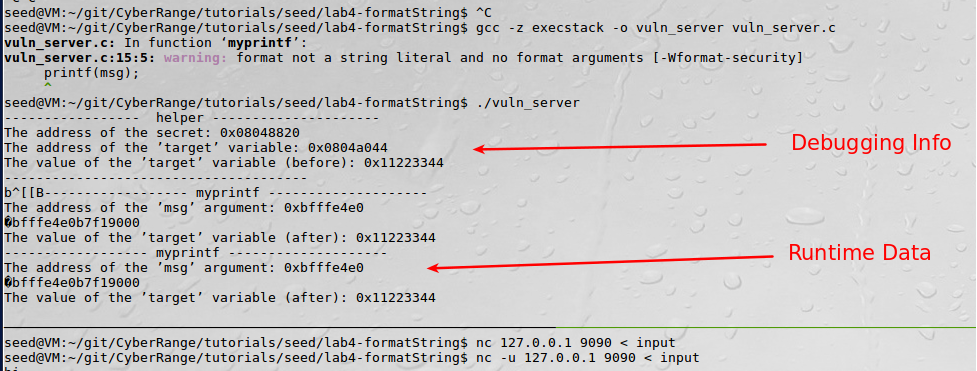 seed@VM:~/git/CyberRange/tutorials/seed/lab4-formatString$ ^C
seed@VM:~/git/CyberRange/tutorials/seed/lab4-formatString$ gcc -z execstack -o vuln_server vuln_server.c
vuln_server.c: In function ‘myprintf’:
vuln_server.c:15:5: warning: format not a string literal and no format arguments [-Wformat-security]
printf(msg);
^
seed@VM:~/git/CyberRange/tutorials/seed/lab4-formatString$ ./vuln_server
----------------- helper ---------------------
The address of the secret: 0x08048820
The address of the ’target’ variable: 0x0804a044
The value of the ’target’ variable (before): 0x11223344
--------------------------------------
Debugging Info
b^[[B------------------ myprintf --------------------
The address of the ’msg’ argument: 0xbfffe4e0
�bfffe4e0b7f19000
The value of the ’target’ variable (after): 0x11223344
------------------- myprintf --------------------
The address of the ’msg’ argument: 0xbfffe4e0
�bfffe4e0b7f19000
The value of the ’target’ variable (after): 0x11223344
Runtime Data
seed@VM:~/git/CyberRange/tutorials/seed/lab4-formatString$ nc 127.0.0.1 9090 < input
seed@VM:~/git/CyberRange/tutorials/seed/lab4-formatString$ nc -u 127.0.0.1 9090 < input